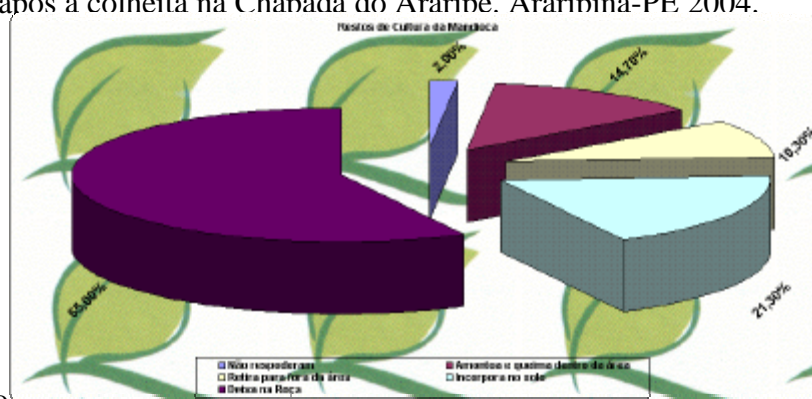 após a colheita na Chapada do Araripe. Araripina-PE 2004.
Restos de Cultura da Mandioca
2,00%
14,70%
10,30%
21,30%
Não responderam
Amontoa e queima dentro da área
Retira para fora da área
Incorpora no solo
Deixa na Roça